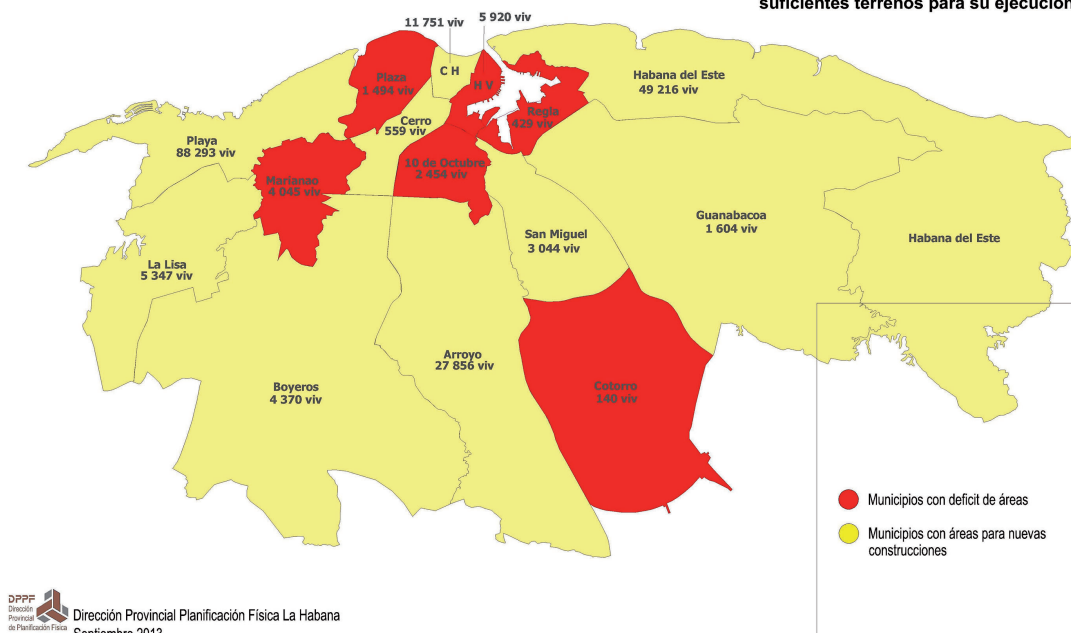 suficientes terrenos para su ejecución
11 751 viv
5 920 viv
C H
H V
Plaza
1 494 viv
Habana del Este
49 216 viv
Regla
429 viv
Cerro
559 viv
Playa
88 293 viv
10 de Octubre
2 454 viv
Marianao
4 045 viv
Guanabacoa
1 604 viv
San Miguel
3 044 viv
Habana del Este
La Lisa
5 347 viv
Arroyo
27 856 viv
Boyeros
4 370 viv
Cotorro
140 viv
Municipios con deficit de áreas
Municipios con áreas para nuevas
construcciones
DPPF
Dirección
Provincial
de Planificación Física
Dirección Provincial Planificación Física La Habana
Septiembre 2013